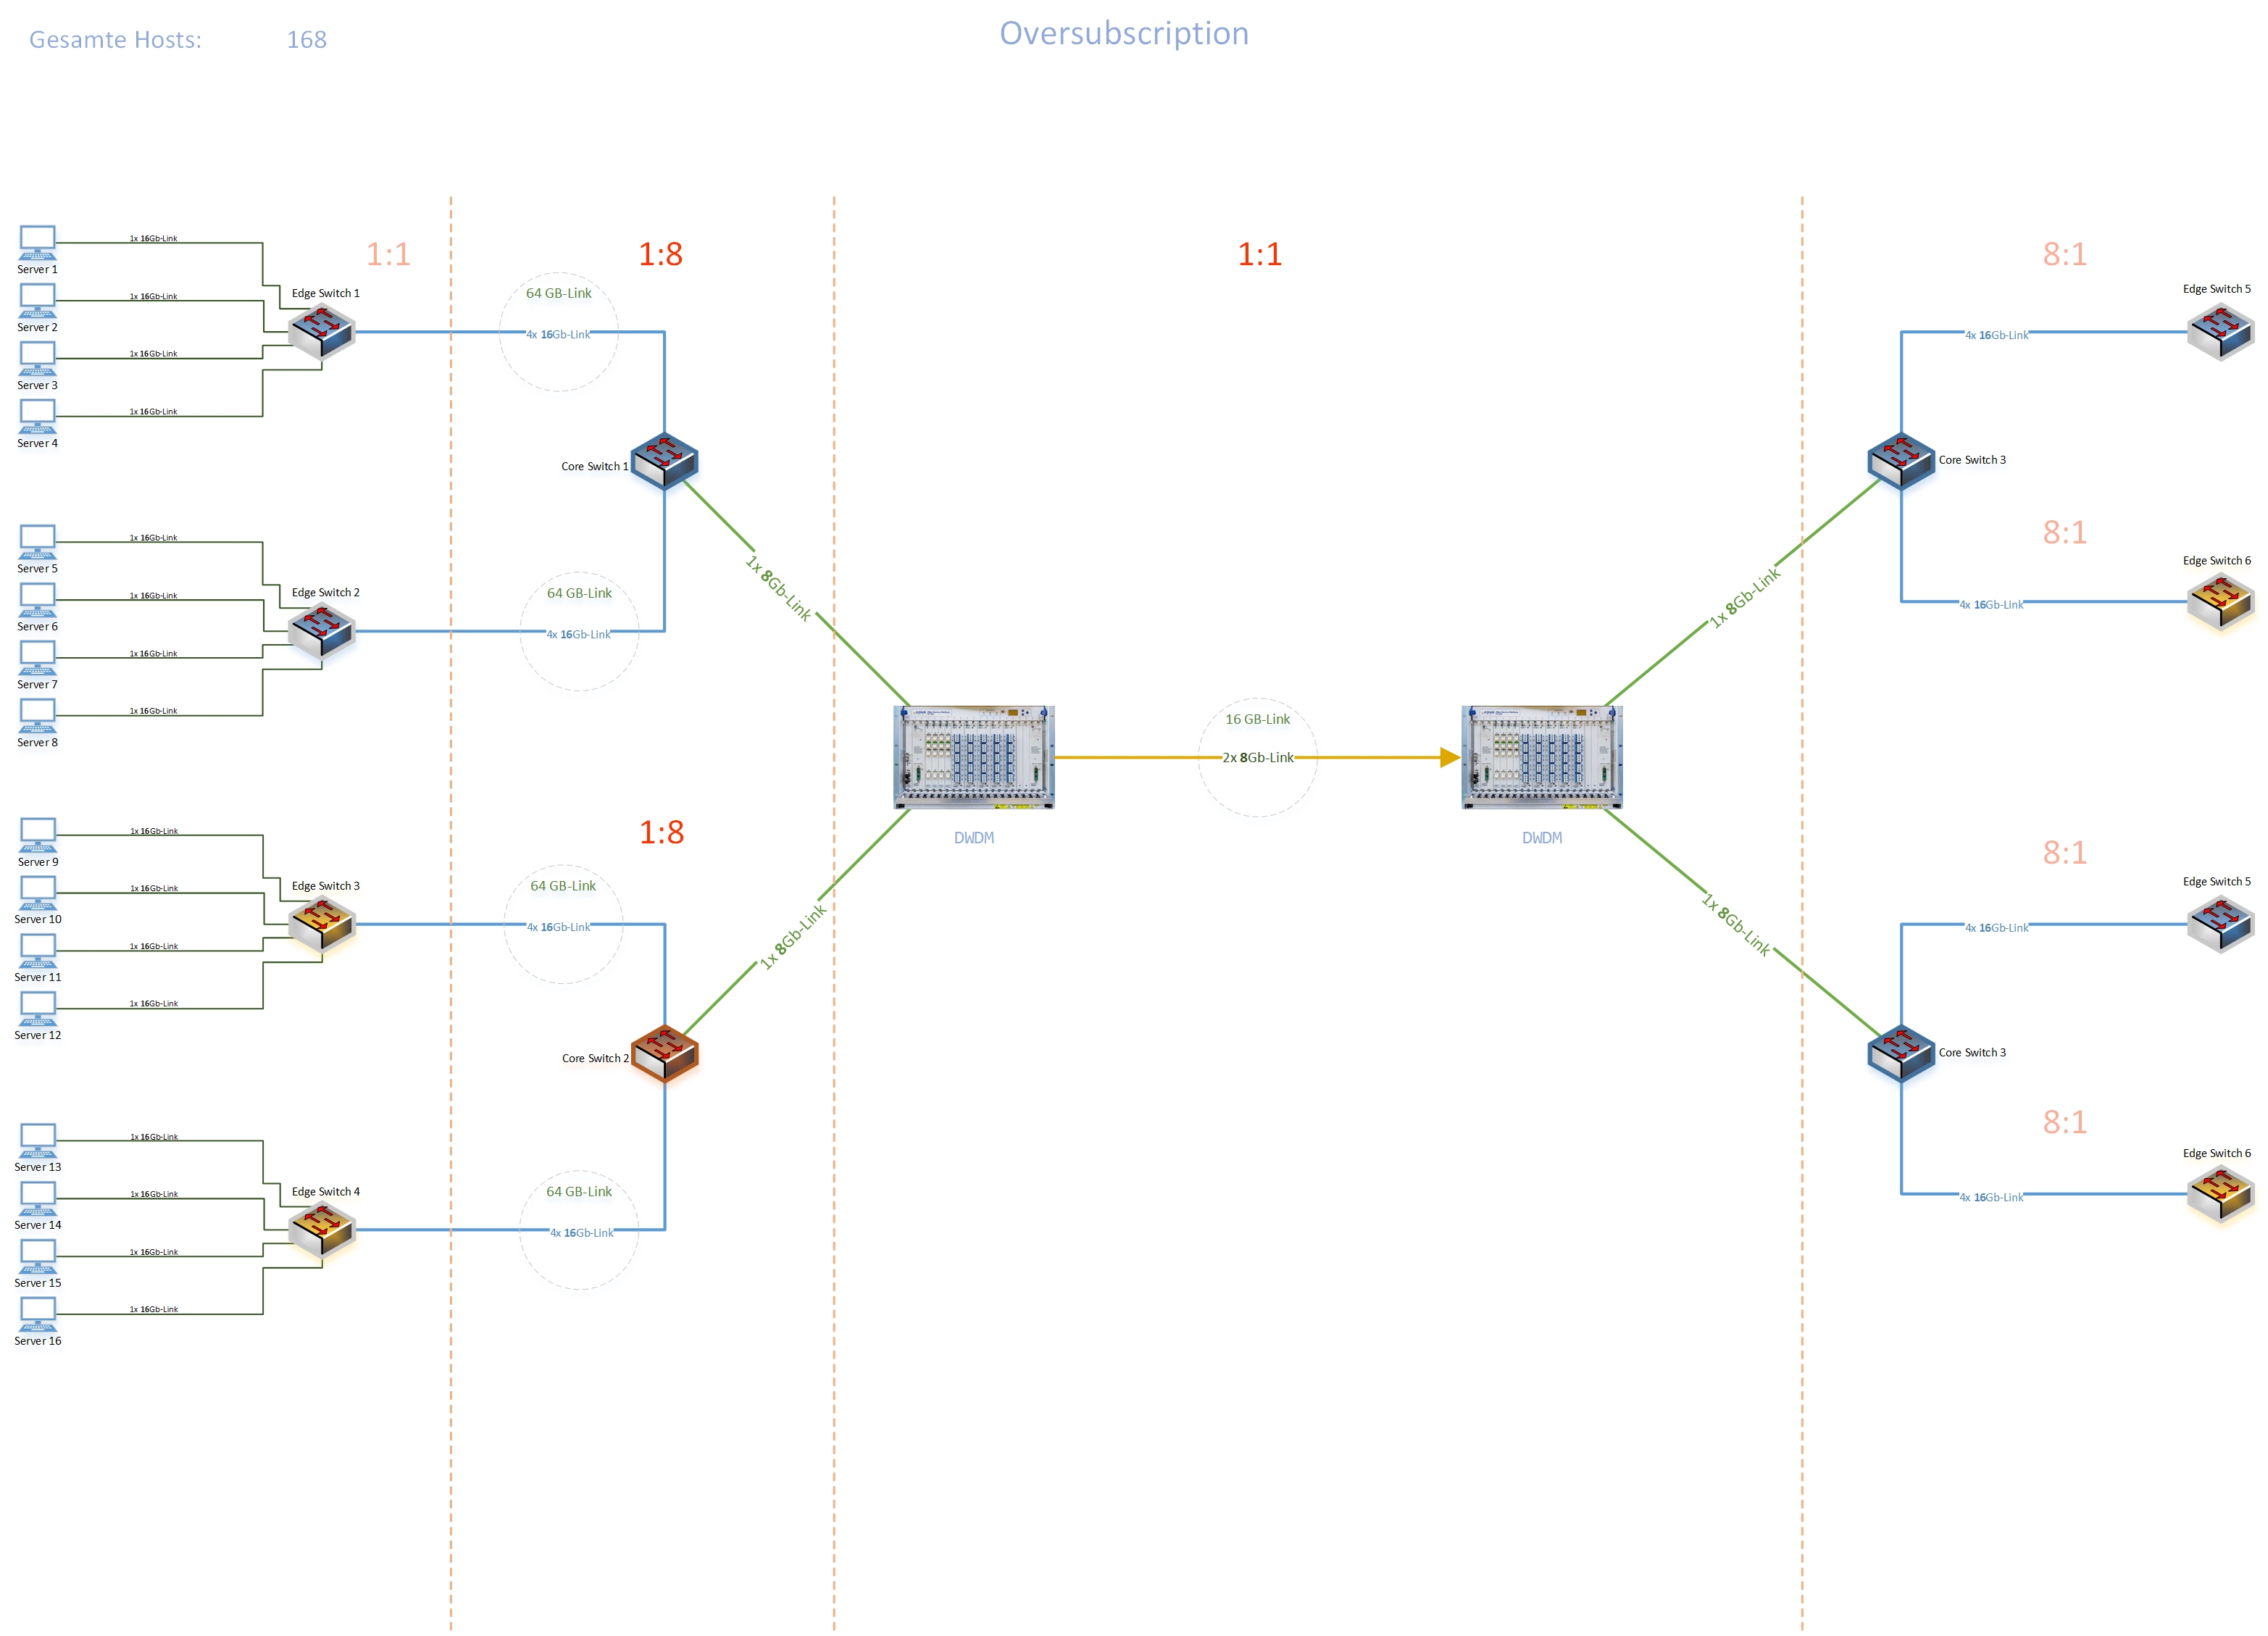 Gesamte Hosts: 168
Oversubscription
1:1
1:8
1:1
8:1
Server 1
1x 16Gb-Link
Server 2
1x 16Gb-Link
Server 3
1x 16Gb-Link
Server 4
1x 16Gb-Link
Edge Switch 1
64 GB-Link
4x 16Gb-Link
Core Switch 1
Server 5
1x 16Gb-Link
Server 6
1x 16Gb-Link
Server 7
1x 16Gb-Link
Server 8
1x 16Gb-Link
Edge Switch 2
64 GB-Link
4x 16Gb-Link
1x 8Gb-Link
1:8
Server 9
1x 16Gb-Link
Server 10
1x 16Gb-Link
Server 11
1x 16Gb-Link
Server 12
1x 16Gb-Link
Edge Switch 3
64 GB-Link
4x 16Gb-Link
1x 8Gb-Link
Core Switch 2
Server 13
1x 16Gb-Link
Server 14
1x 16Gb-Link
Server 15
1x 16Gb-Link
Server 16
1x 16Gb-Link
Edge Switch 4
64 GB-Link
4x 16Gb-Link
DWDM
16 GB-Link
2x 8Gb-Link
DWDM
1x 8Gb-Link
1x 8Gb-Link
Edge Switch 5
4x 16Gb-Link
Core Switch 3
8:1
Edge Switch 6
4x 16Gb-Link
8:1
Edge Switch 5
4x 16Gb-Link
Core Switch 3
8:1
Edge Switch 6
4x 16Gb-Link